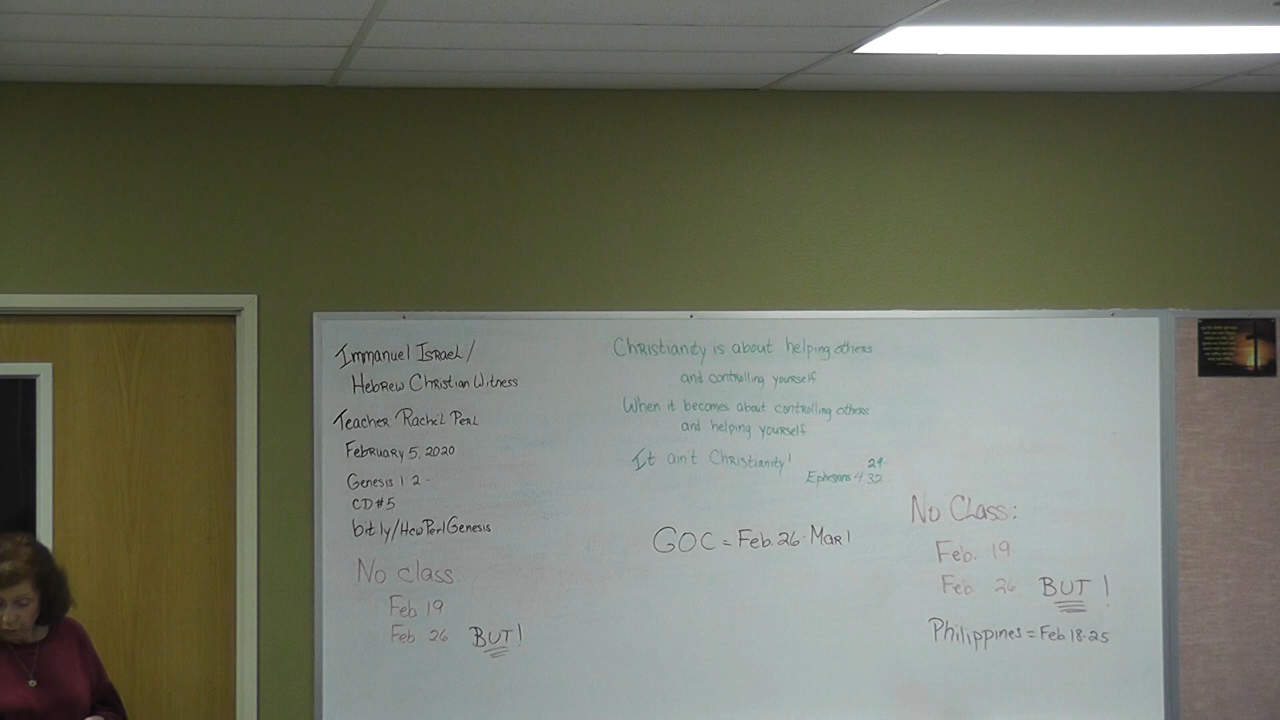 Immanuel Israel/
Hebrew Christian Witness
Teacher Rachel Perl
February 5, 2020
Genesis 1 2 -
CD#5
bit ly/HcwPerlGenesis
No class
Feb 19
Feb 26 BUT!
Christianity is about helping others
and controlling yourself
When it becomes about controlling others
and helping yourself
It ain't Christianity!
Ephesians 4 29-
32
GOC = Feb. 26-Mar 1
No Class:
Feb. 19
Feb 26 BUT!
Philippines = Feb 18-25